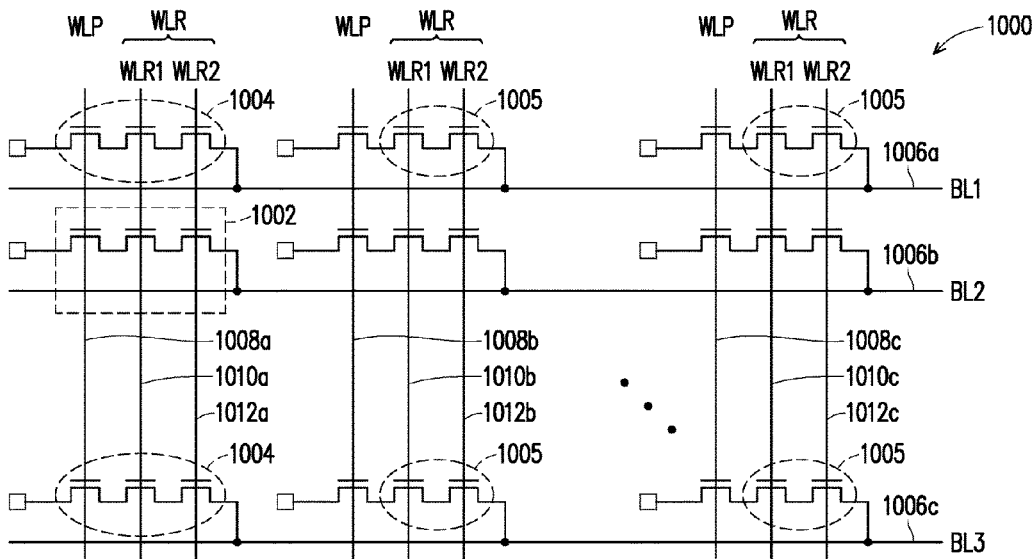 WLP WLR WLP WLR WLP WLR 1000
WLR1 WLR2 WLR1 WLR2 WLR1 WLR2
1004 1005 1005
1006a
BL1
1002
1006b
BL2
1008a 1008b 1008c
1010a 1010b 1010c
1012a 1012b 1012c
1004 1005 1005
1006c
BL3